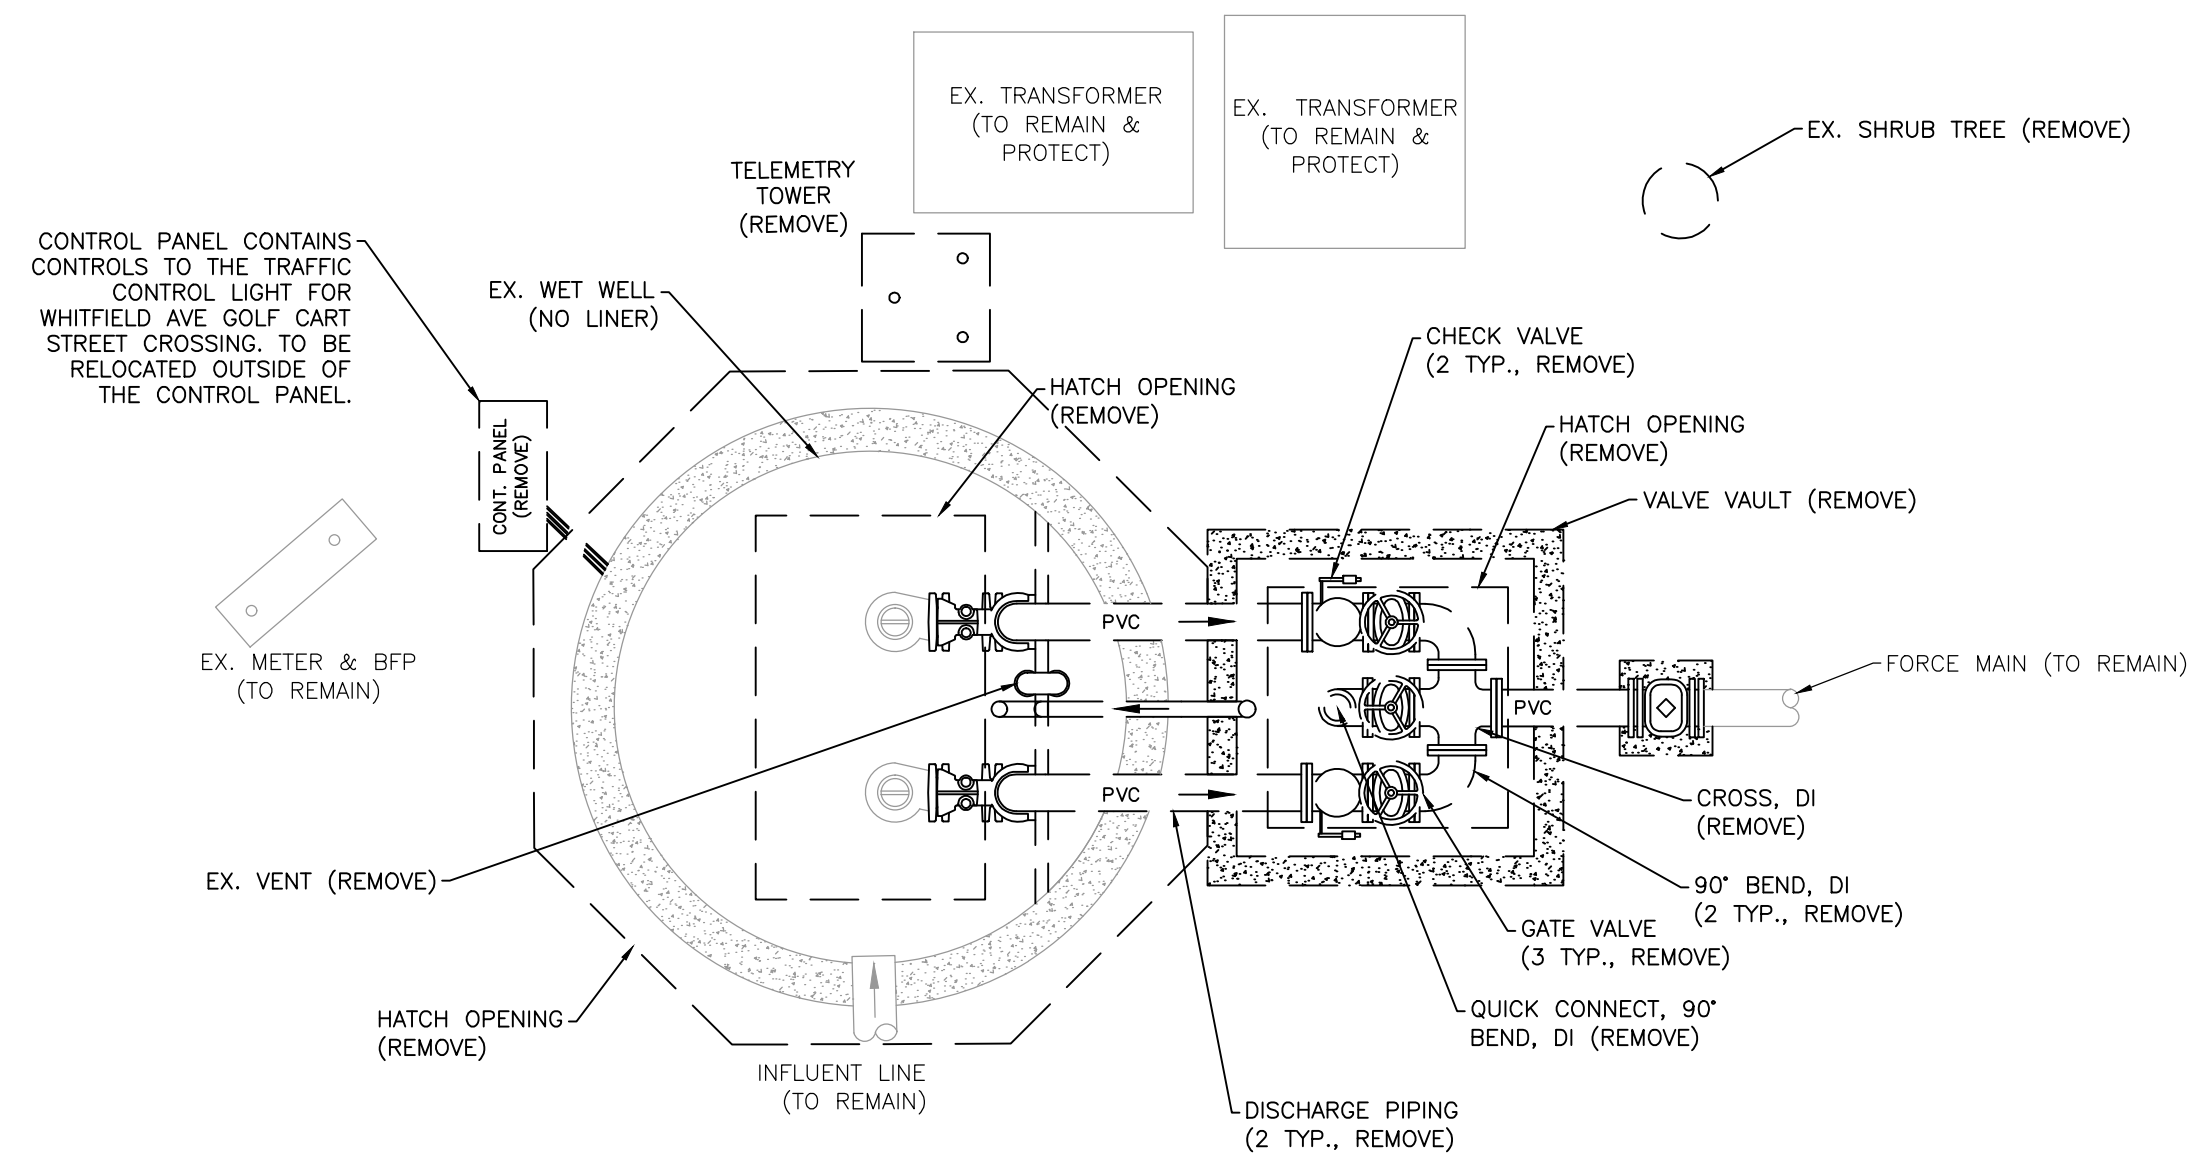 EX. TRANSFORMER
(TO REMAIN &
PROTECT)
EX. TRANSFORMER
(TO REMAIN &
PROTECT)
EX. SHRUB TREE (REMOVE)
TELEMETRY
TOWER
(REMOVE)
CONTROL PANEL CONTAINS
CONTROLS TO THE TRAFFIC
CONTROL LIGHT FOR
WHITFIELD AVE GOLF CART
STREET CROSSING. TO BE
RELOCATED OUTSIDE OF
THE CONTROL PANEL.
EX. WET WELL
(NO LINER)
CHECK VALVE
(2 TYP., REMOVE)
HATCH OPENING
(REMOVE)
HATCH OPENING
(REMOVE)
CONT. PANEL
(REMOVE)
VALVE VAULT (REMOVE)
PVC
EX. METER & BFP
(TO REMAIN)
FORCE MAIN (TO REMAIN)
PVC
PVC
CROSS, DI
(REMOVE)
EX. VENT (REMOVE)
90° BEND, DI
(2 TYP., REMOVE)
GATE VALVE
(3 TYP., REMOVE)
QUICK CONNECT, 90°
BEND, DI (REMOVE)
HATCH OPENING
(REMOVE)
INFLUENT LINE
(TO REMAIN)
DISCHARGE PIPING
(2 TYP., REMOVE)